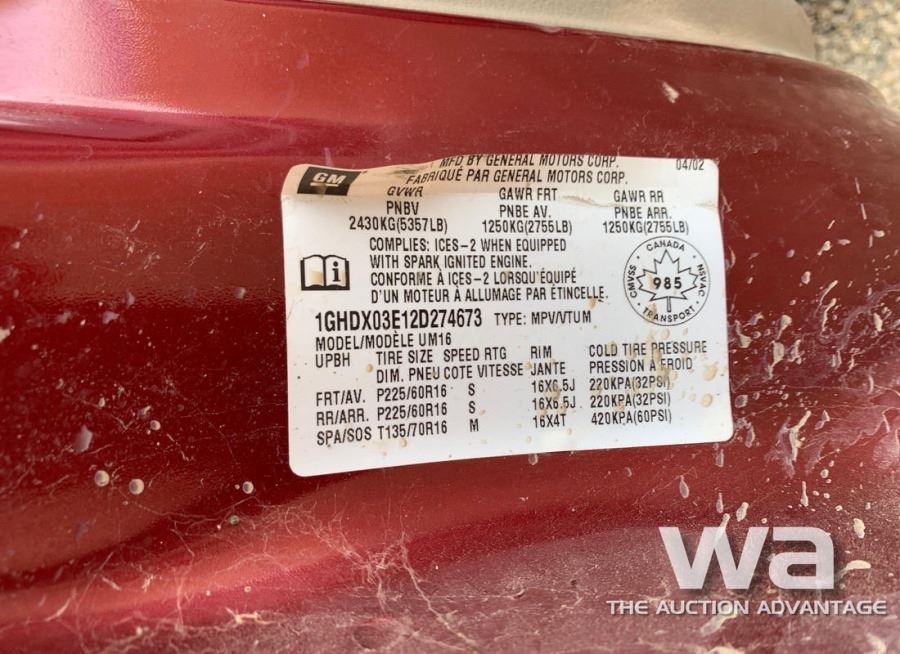 GM
MFD BY GENERAL MOTORS CORP. 04/02
FABRIQUÉ PAR GENERAL MOTORS CORP.
GVWR GAWR FRT GAWR RR
PNBV PNBE AV. PNBE ARR.
2430KG(5357LB) 1250KG(2755LB) 1250KG(2755LB)
COMPLIES: ICES-2 WHEN EQUIPPED
WITH SPARK IGNITED ENGINE.
CONFORME À ICES-2 LORSQU'ÉQUIPÉ
D'UN MOTEUR À ALLUMAGE PAR ÉTINCELLE.
i
CANADA
CMVSS 985 NSVAC
TRANSPORT
1GHDX03E12D274673 TYPE: MPV/VTUM
MODEL/MODÈLE UM16
UPBH TIRE SIZE SPEED RTG RIM COLD TIRE PRESSURE
DIM. PNEU COTE VITESSE JANTE PRESSION À FROID
FRT/AV. P225/60R16 S 16X6.5J 220KPA(32PSI)
RR/ARR. P225/60R16 S 16X6.5J 220KPA(32PSI)
SPA/SOS T135/70R16 M 16X4T 420KPA(60PSI)
wa
THE AUCTION ADVANTAGE